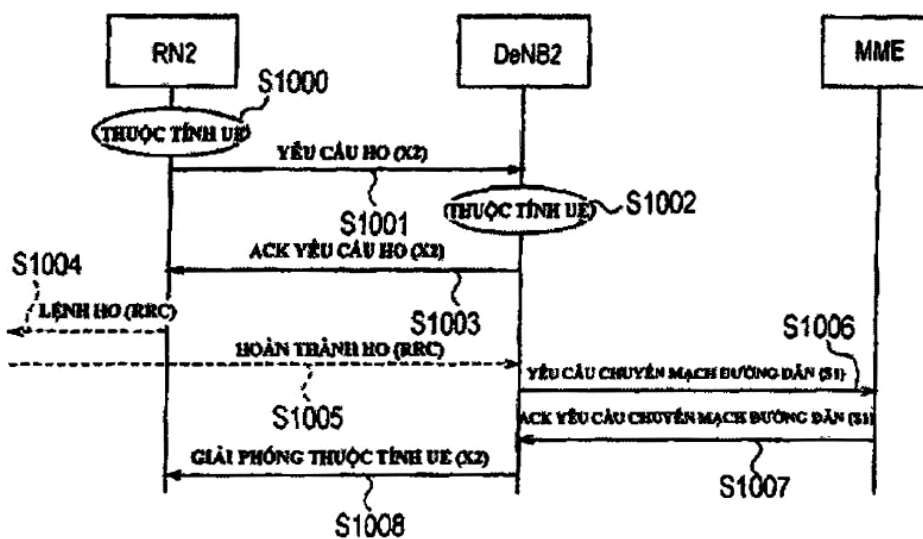 RN2
DeNB2
MME
S1000
THUỘC TÍNH UE
YÊU CẦU HO (X2)
S1001
THUỘC TÍNH UE
S1002
ACK YÊU CẦU HO (X2)
S1003
S1004
LỆNH HO (RRC)
S1006
HOÀN THÀNH HO (RRC)
S1005
YÊU CẦU CHUYỂN MẠCH ĐƯỜNG DẪN (S1)
ACK YÊU CẦU CHUYỂN MẠCH ĐƯỜNG DẪN (S1)
S1007
GIẢI PHÓNG THUỘC TÍNH UE (X2)
S1008